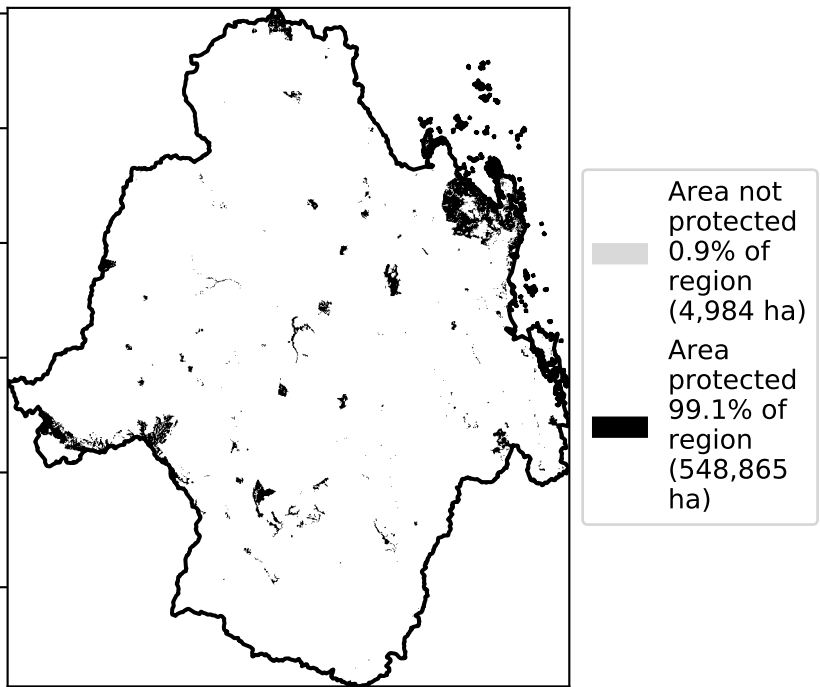 Area not
protected
0.9% of
region
(4,984 ha)
Area
protected
99.1% of
region
(548,865
ha)